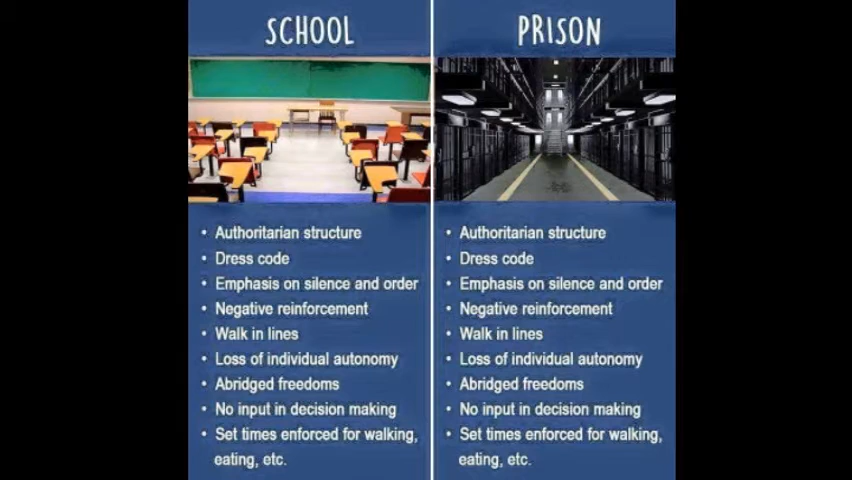 SCHOOL
• Authoritarian structure
• Dress code
• Emphasis on silence and order
• Negative reinforcement
• Walk in lines
• Loss of individual autonomy
• Abridged freedoms
• No input in decision making
• Set times enforced for walking,
eating, etc.
PRISON
• Authoritarian structure
• Dress code
• Emphasis on silence and order
• Negative reinforcement
• Walk in lines
• Loss of individual autonomy
• Abridged freedoms
• No input in decision making
• Set times enforced for walking,
eating, etc.